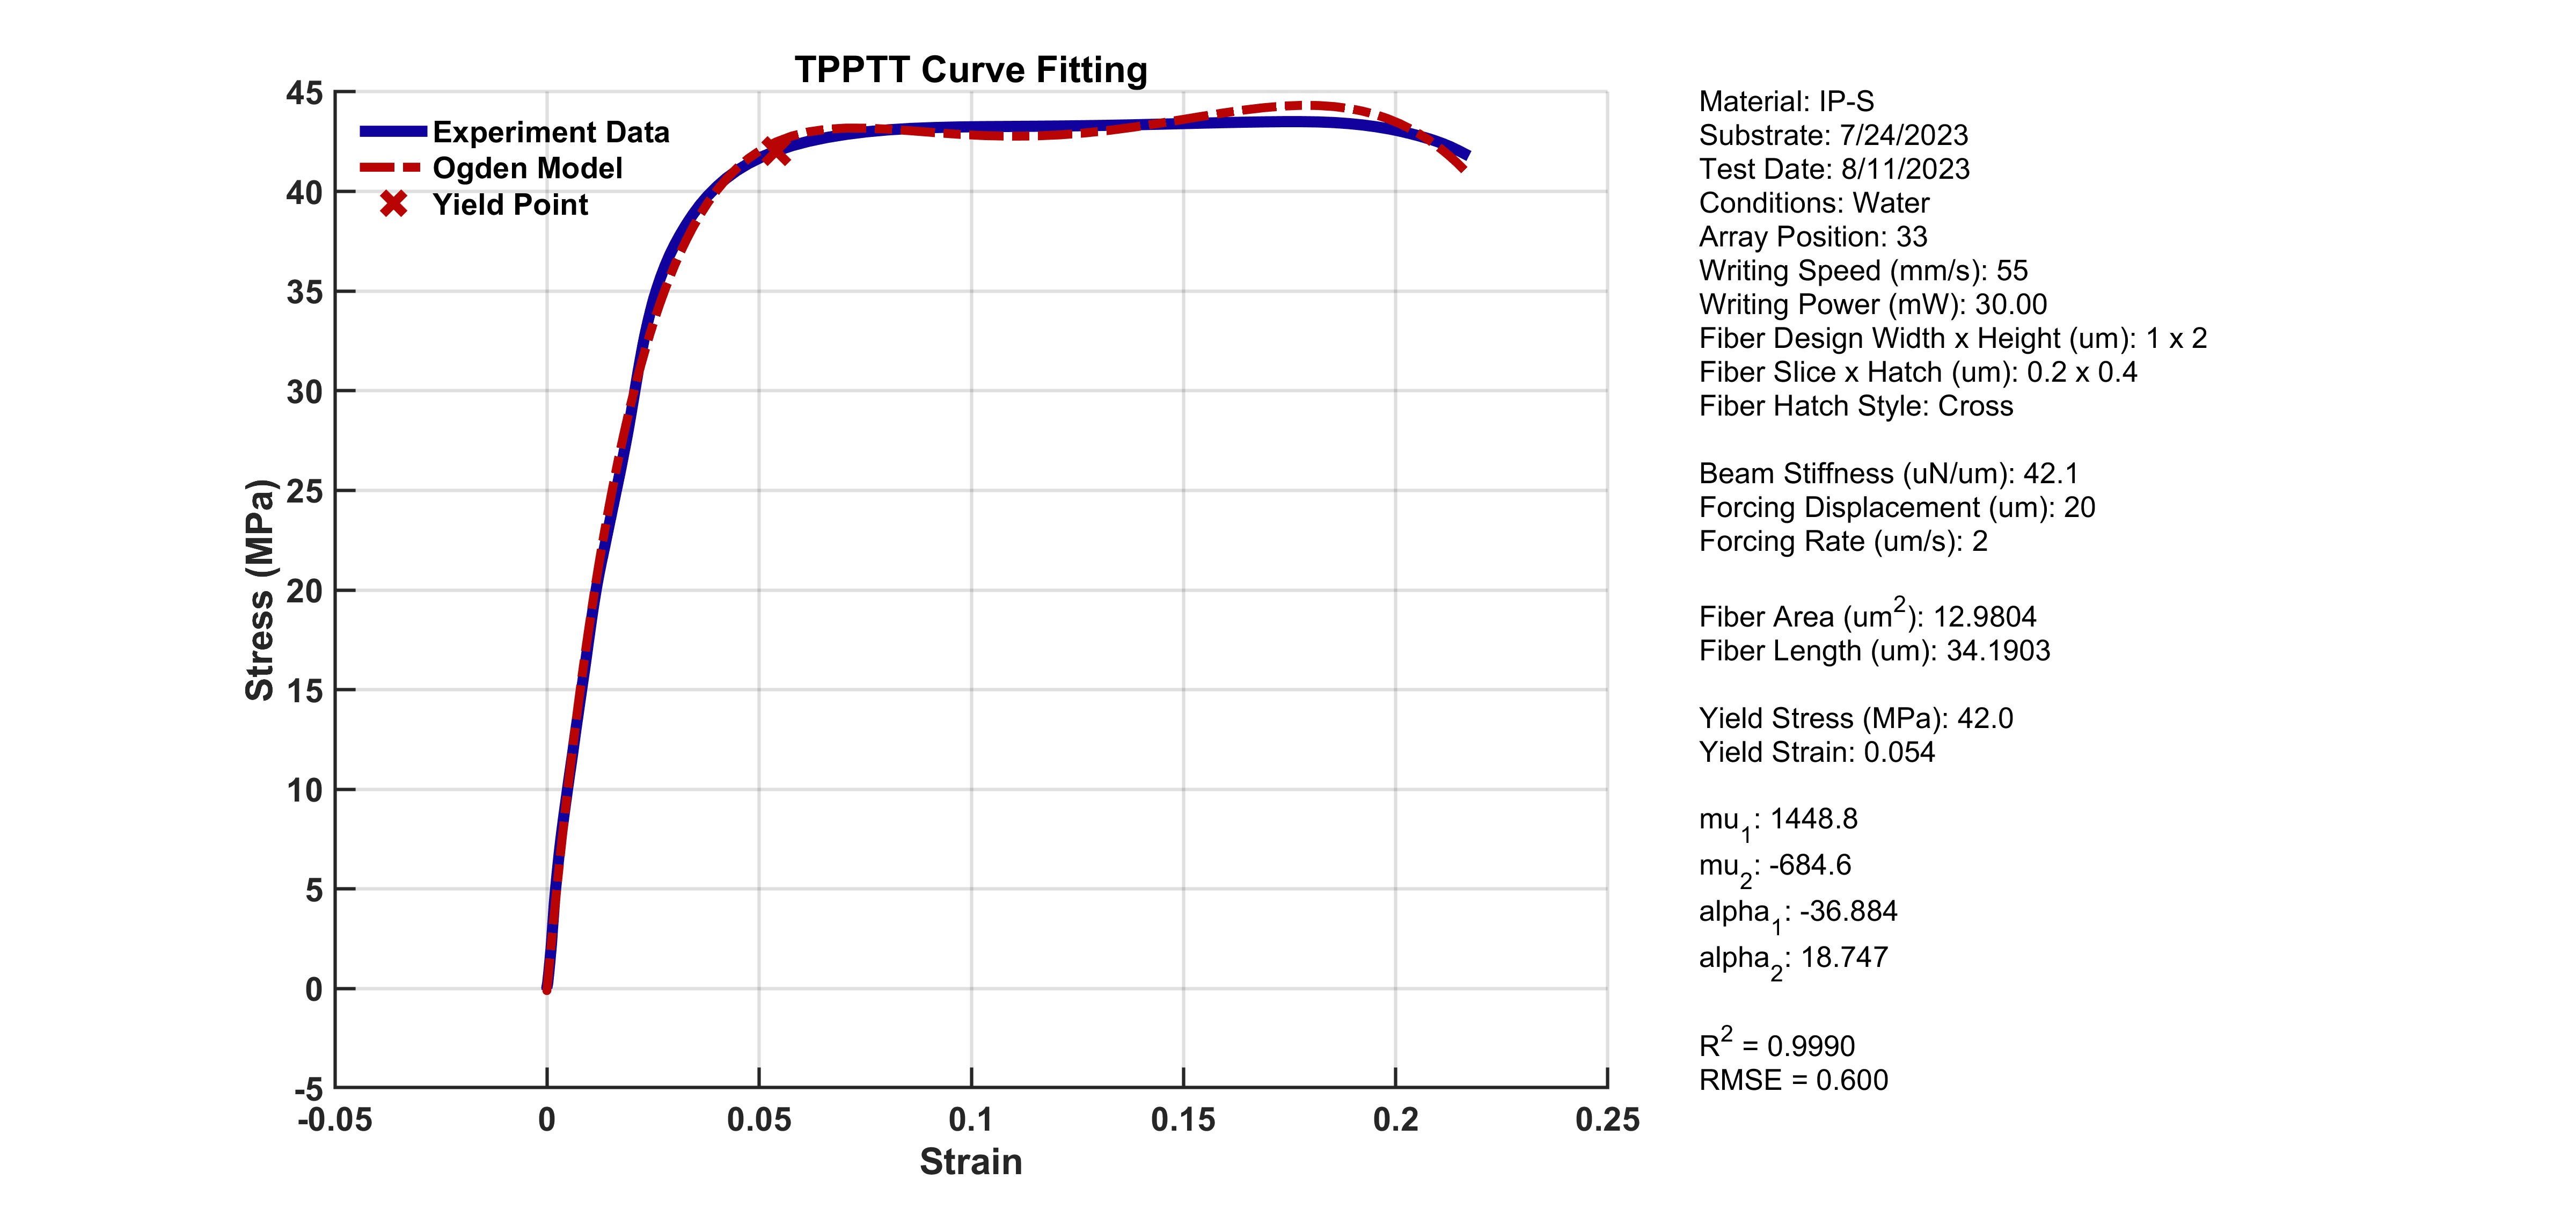 TPPTT Curve Fitting
45
40
35
30
25
20
15
10
5
0
-5
Stress (MPa)
Experiment Data
Ogden Model
Yield Point
-0.05
0
0.05
0.1
0.15
0.2
0.25
Strain
Material: IP-S
Substrate: 7/24/2023
Test Date: 8/11/2023
Conditions: Water
Array Position: 33
Writing Speed (mm/s): 55
Writing Power (mW): 30.00
Fiber Design Width x Height (um): 1 x 2
Fiber Slice x Hatch (um): 0.2 x 0.4
Fiber Hatch Style: Cross
Beam Stiffness (uN/um): 42.1
Forcing Displacement (um): 20
Forcing Rate (um/s): 2
Fiber Area (um²): 12.9804
Fiber Length (um): 34.1903
Yield Stress (MPa): 42.0
Yield Strain: 0.054
mu₁: 1448.8
mu₂: -684.6
alpha₁: -36.884
alpha₂: 18.747
R² = 0.9990
RMSE = 0.600